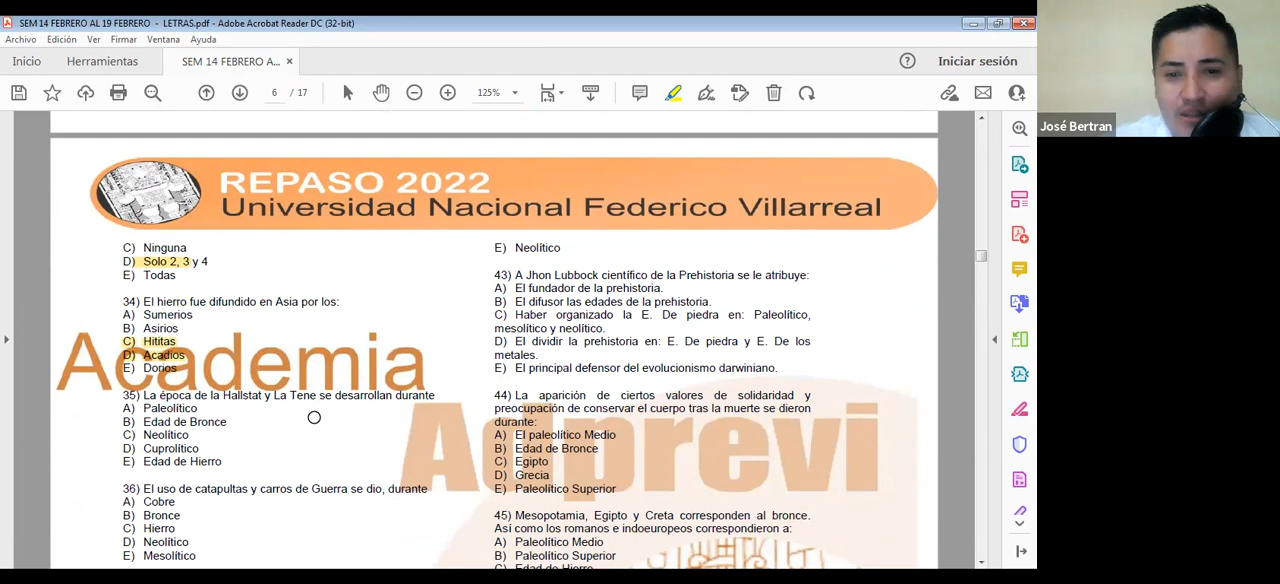 SEM 14 FEBRERO AL 19 FEBRERO - LETRAS.pdf - Adobe Acrobat Reader DC (32-bit)
Archivo Edición Ver Firmar Ventana Ayuda
Inicio Herramientas SEM 14 FEBRERO A... × Iniciar sesión
6 / 17 125%
José Bertran
REPASO 2022
Universidad Nacional Federico Villarreal
C) Ninguna
D) Solo 2, 3 y 4
E) Todas
34) El hierro fue difundido en Asia por los:
A) Sumerios
B) Asirios
C) Hititas
D) Acadios
E) Dorios
35) La época de la Hallstat y La Tene se desarrollan durante
A) Paleolítico
B) Edad de Bronce
C) Neolítico
D) Cuprolítico
E) Edad de Hierro
36) El uso de catapultas y carros de Guerra se dio, durante
A) Cobre
B) Bronce
C) Hierro
D) Neolítico
E) Mesolítico
E) Neolítico
43) A Jhon Lubbock científico de la Prehistoria se le atribuye:
A) El fundador de la prehistoria.
B) El difusor las edades de la prehistoria.
C) Haber organizado la E. De piedra en: Paleolítico,
mesolítico y neolítico.
D) El dividir la prehistoria en: E. De piedra y E. De los
metales.
E) El principal defensor del evolucionismo darwiniano.
44) La aparición de ciertos valores de solidaridad y
preocupación de conservar el cuerpo tras la muerte se dieron
durante:
A) El paleolítico Medio
B) Edad de Bronce
C) Egipto
D) Grecia
E) Paleolítico Superior
45) Mesopotamia, Egipto y Creta corresponden al bronce.
Así como los romanos e indoeuropeos correspondieron a:
A) Paleolítico Medio
B) Paleolítico Superior
C) Edad de Hierro
Academia
Adprevi